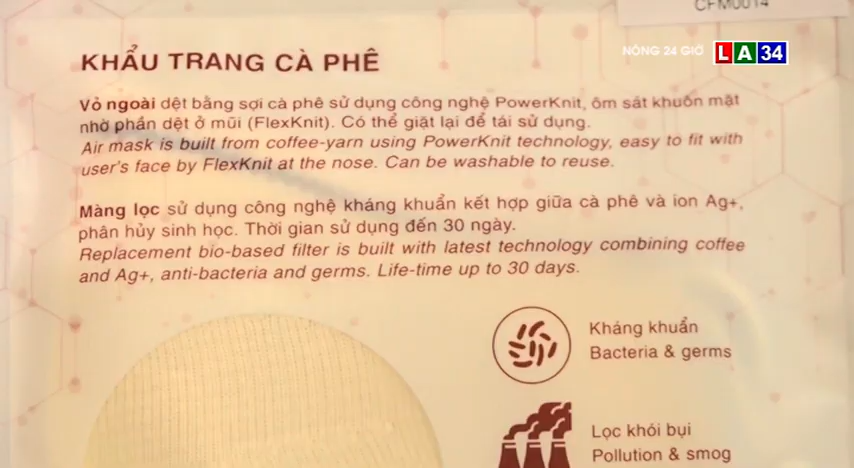 CFM0014
NÓNG 24 GIỜ LA34
KHẨU TRANG CÀ PHÊ
Vỏ ngoài dệt bằng sợi cà phê sử dụng công nghệ PowerKnit, ôm sát khuôn mặt
nhờ phần dệt ở mũi (FlexKnit). Có thể giặt lại để tái sử dụng.
Air mask is built from coffee-yarn using PowerKnit technology, easy to fit with
user's face by FlexKnit at the nose. Can be washable to reuse.
Màng lọc sử dụng công nghệ kháng khuẩn kết hợp giữa cà phê và ion Ag+,
phân hủy sinh học. Thời gian sử dụng đến 30 ngày.
Replacement bio-based filter is built with latest technology combining coffee
and Ag+, anti-bacteria and germs. Life-time up to 30 days.
Kháng khuẩn
Bacteria & germs
Lọc khói bụi
Pollution & smog